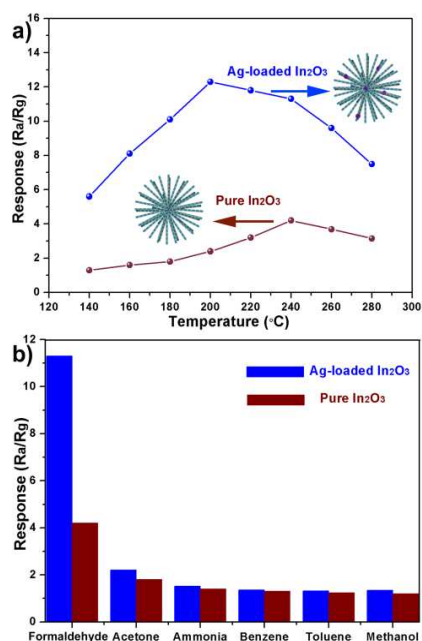 a)
16
14
12
10
8
6
4
2
0
Response (Ra/Rg)
Ag-loaded In2O3
Pure In2O3
120 140 160 180 200 220 240 260 280 300
Temperature (°C)
b)
12
10
8
6
4
2
0
Response (Ra/Rg)
Ag-loaded In2O3
Pure In2O3
Formaldehyde Acetone Ammonia Benzene Toluene Methanol